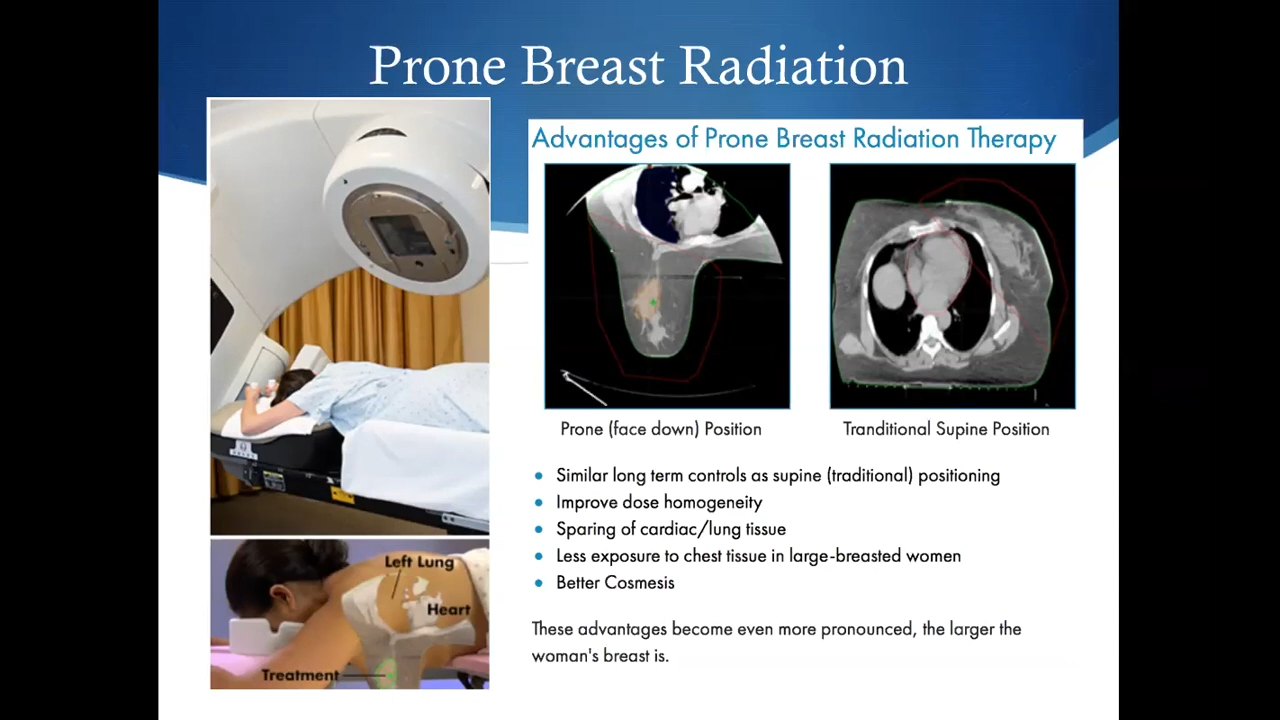 Prone Breast Radiation
Advantages of Prone Breast Radiation Therapy
Prone (face down) Position
Tranditional Supine Position
Similar long term controls as supine (traditional) positioning
Improve dose homogeneity
Sparing of cardiac/lung tissue
Less exposure to chest tissue in large-breasted women
Better Cosmesis
These advantages become even more pronounced, the larger the
woman's breast is.
Left Lung
Heart
Treatment